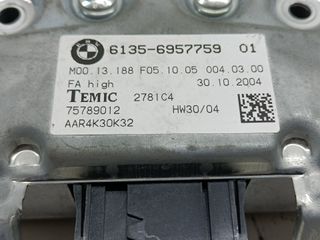 BMW
6135-6957759 01
M00.13.188 F05.10.05 004.03.00
FA high 30.10.2004
TEMIC 2781C4
75789012 HW30/04
AAR4K30K32